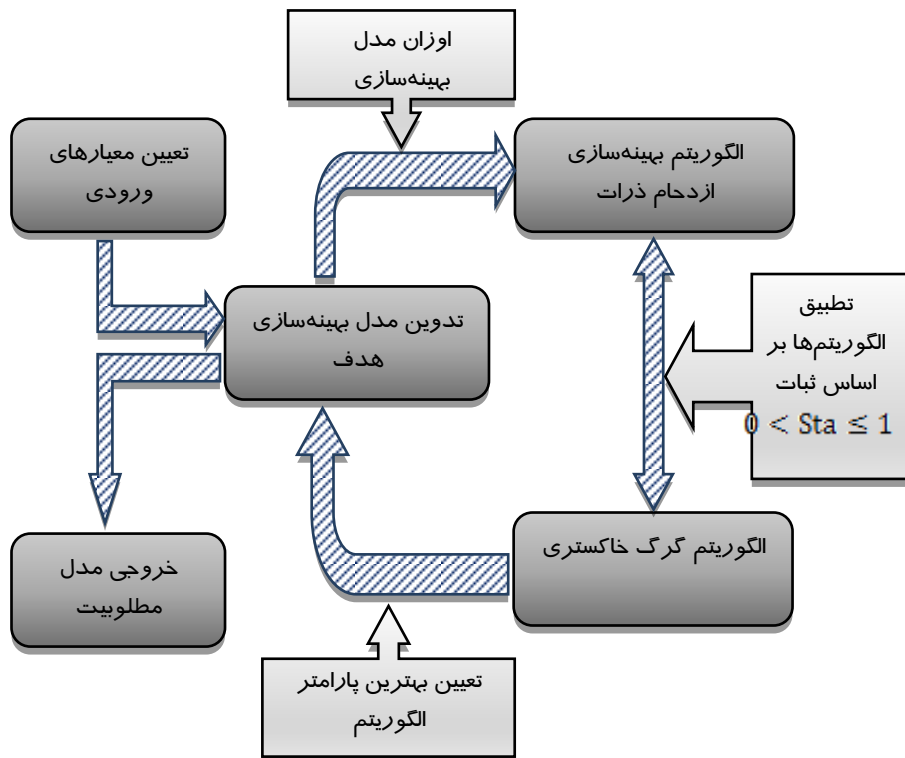 اوزان مدل
بهینه‌سازی
تعیین معیارهای
ورودی
الگوریتم بهینه‌سازی
ازدحام ذرات
تدوین مدل بهینه‌سازی
هدف
تطبیق
الگوریتم‌ها بر
اساس ثبات
0 < Sta ≤ 1
خروجی مدل
مطلوبیت
الگوریتم گرگ خاکستری
تعیین بهترین پارامتر
الگوریتم